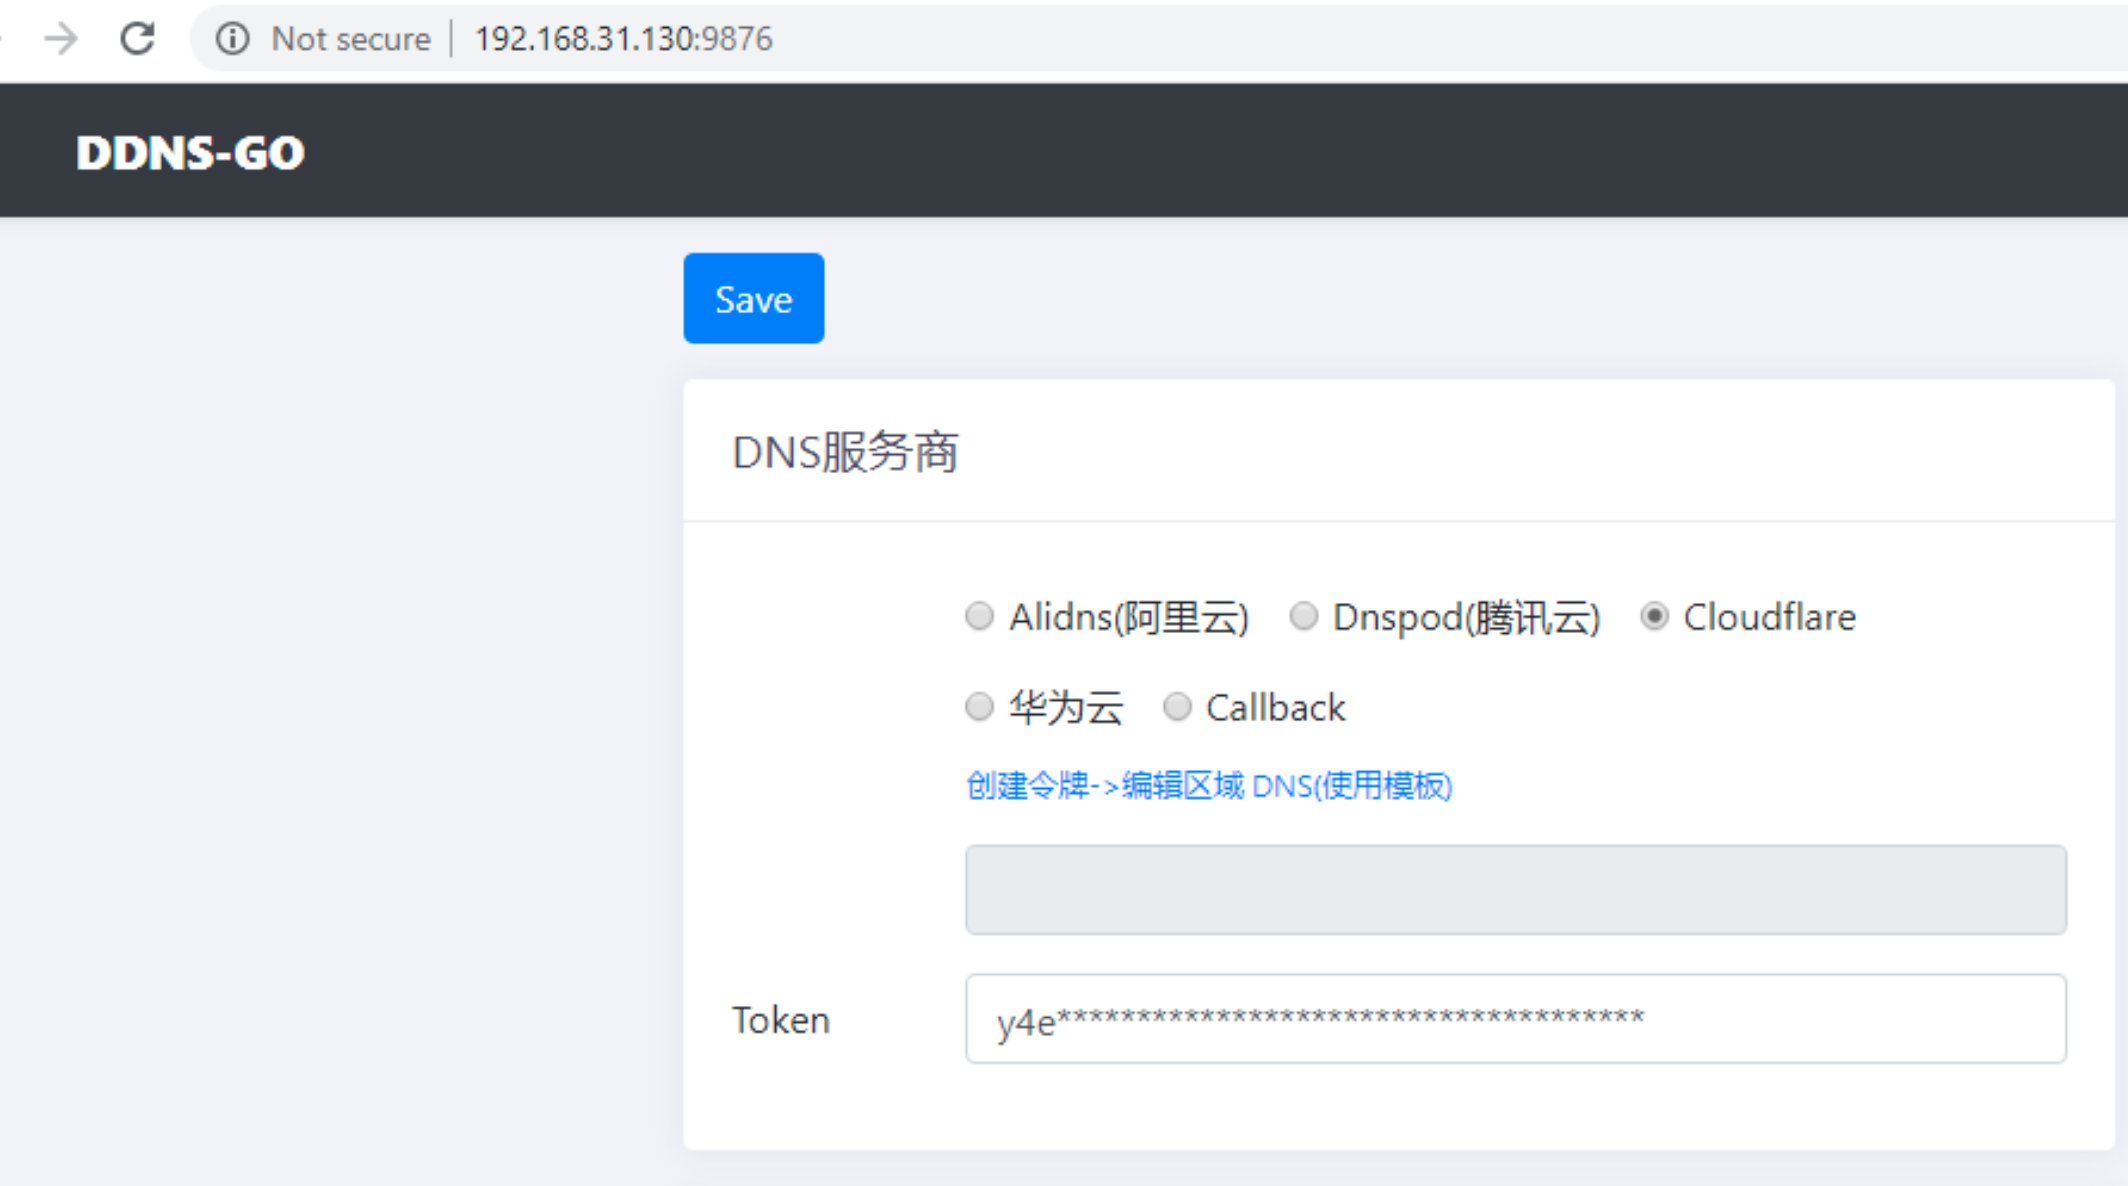 Not secure 192.168.31.130:9876
DDNS-GO
Save
DNS服务商
Alidns(阿里云) Dnspod(腾讯云) Cloudflare
华为云 Callback
创建令牌->编辑区域 DNS(使用模板)
Token y4e*************************************